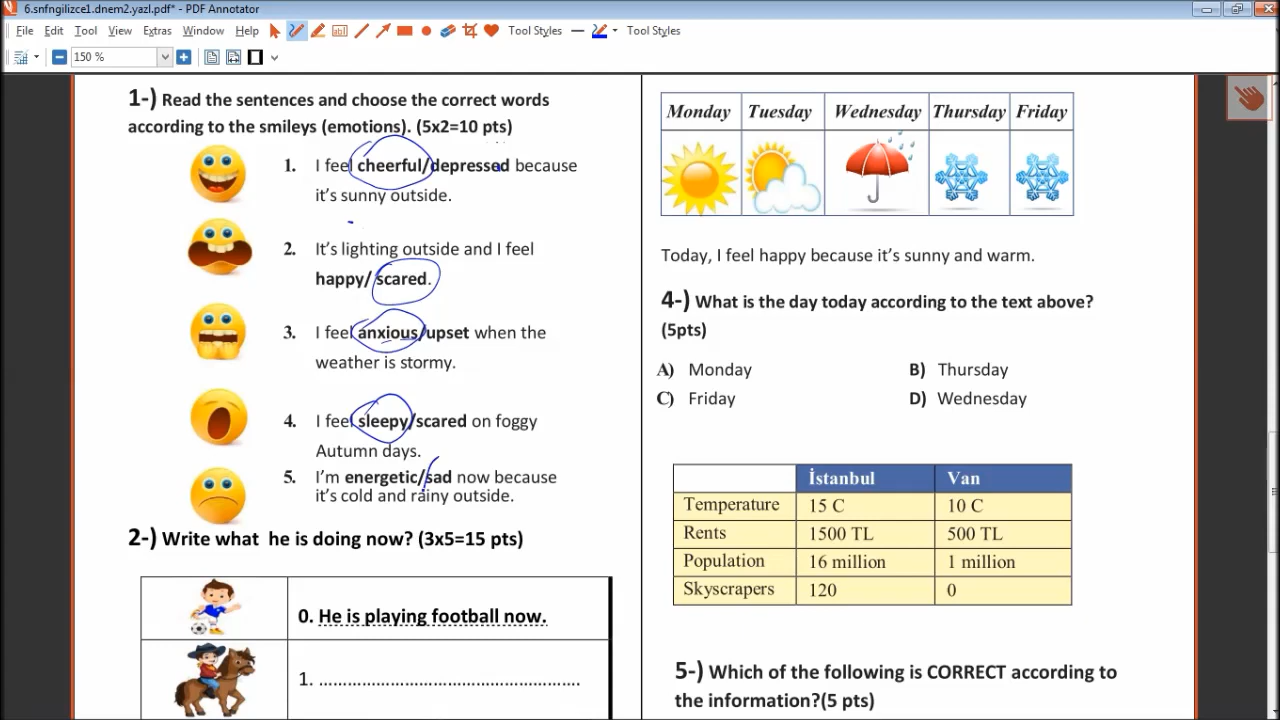 6.snfngilizce1.dnem2.yazl.pdf* - PDF Annotator
File Edit Tool View Extras Window Help Tool Styles Tool Styles
150 %
1-) Read the sentences and choose the correct words
according to the smileys (emotions). (5x2=10 pts)
1. I feel cheerful/depressed because
it's sunny outside.
2. It's lighting outside and I feel
happy/ scared.
3. I feel anxious/upset when the
weather is stormy.
4. I feel sleepy/scared on foggy
Autumn days.
5. I'm energetic/sad now because
it's cold and rainy outside.
2-) Write what he is doing now? (3x5=15 pts)
0. He is playing football now.
1. ……………………………………………….
Monday Tuesday Wednesday Thursday Friday
Today, I feel happy because it's sunny and warm.
4-) What is the day today according to the text above?
(5pts)
A) Monday B) Thursday
C) Friday D) Wednesday
İstanbul Van
Temperature 15 C 10 C
Rents 1500 TL 500 TL
Population 16 million 1 million
Skyscrapers 120 0
5-) Which of the following is CORRECT according to
the information?(5 pts)